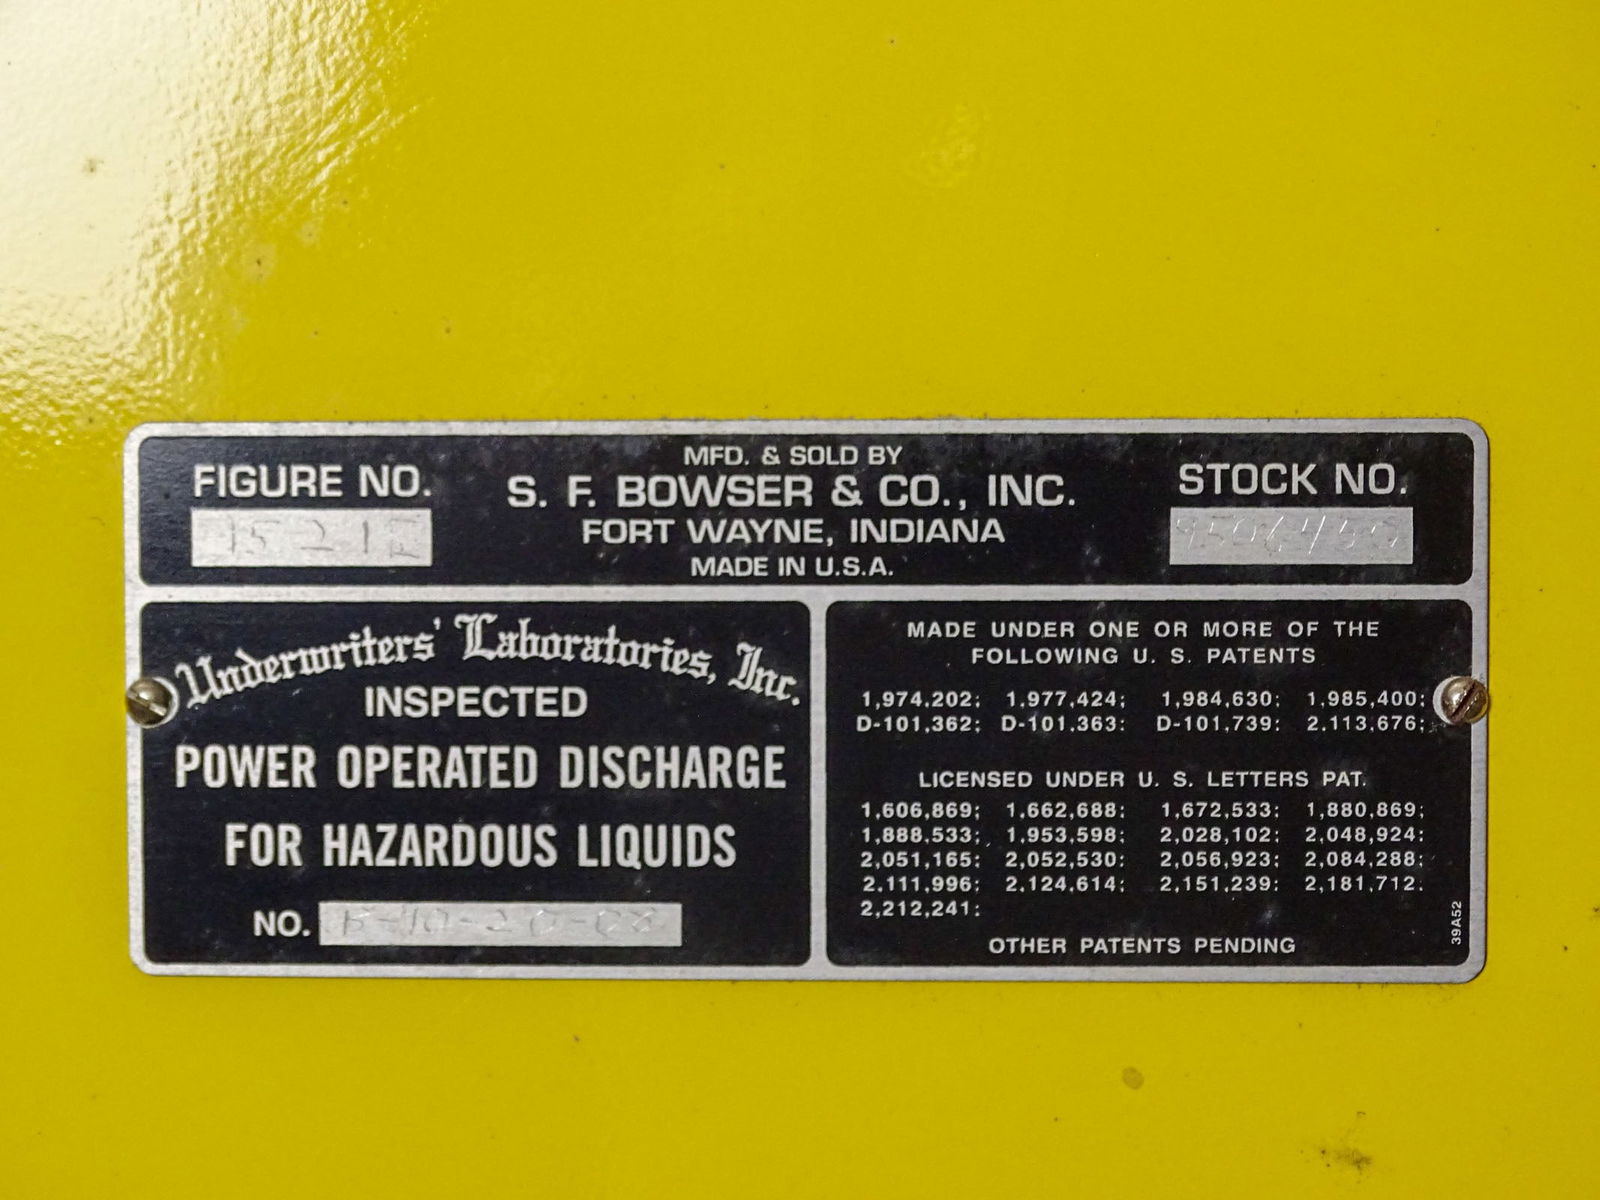 MFD. & SOLD BY
FIGURE NO.
S. F. BOWSER & CO., INC.
STOCK NO.
FORT WAYNE, INDIANA
MADE IN U.S.A.
Underwriters' Laboratories, Inc.
INSPECTED
POWER OPERATED DISCHARGE
FOR HAZARDOUS LIQUIDS
NO.
MADE UNDER ONE OR MORE OF THE
FOLLOWING U. S. PATENTS
1,974,202; 1,977,424; 1,984,630; 1,985,400;
D-101,362; D-101,363; D-101,739; 2,113,676;
LICENSED UNDER U. S. LETTERS PAT.
1,606,869; 1,662,688; 1,672,533; 1,880,869;
1,888,533; 1,953,598; 2,028,102; 2,048,924;
2,051,165; 2,052,530; 2,056,923; 2,084,288;
2,111,996; 2,124,614; 2,151,239; 2,181,712;
2,212,241;
OTHER PATENTS PENDING
39A52